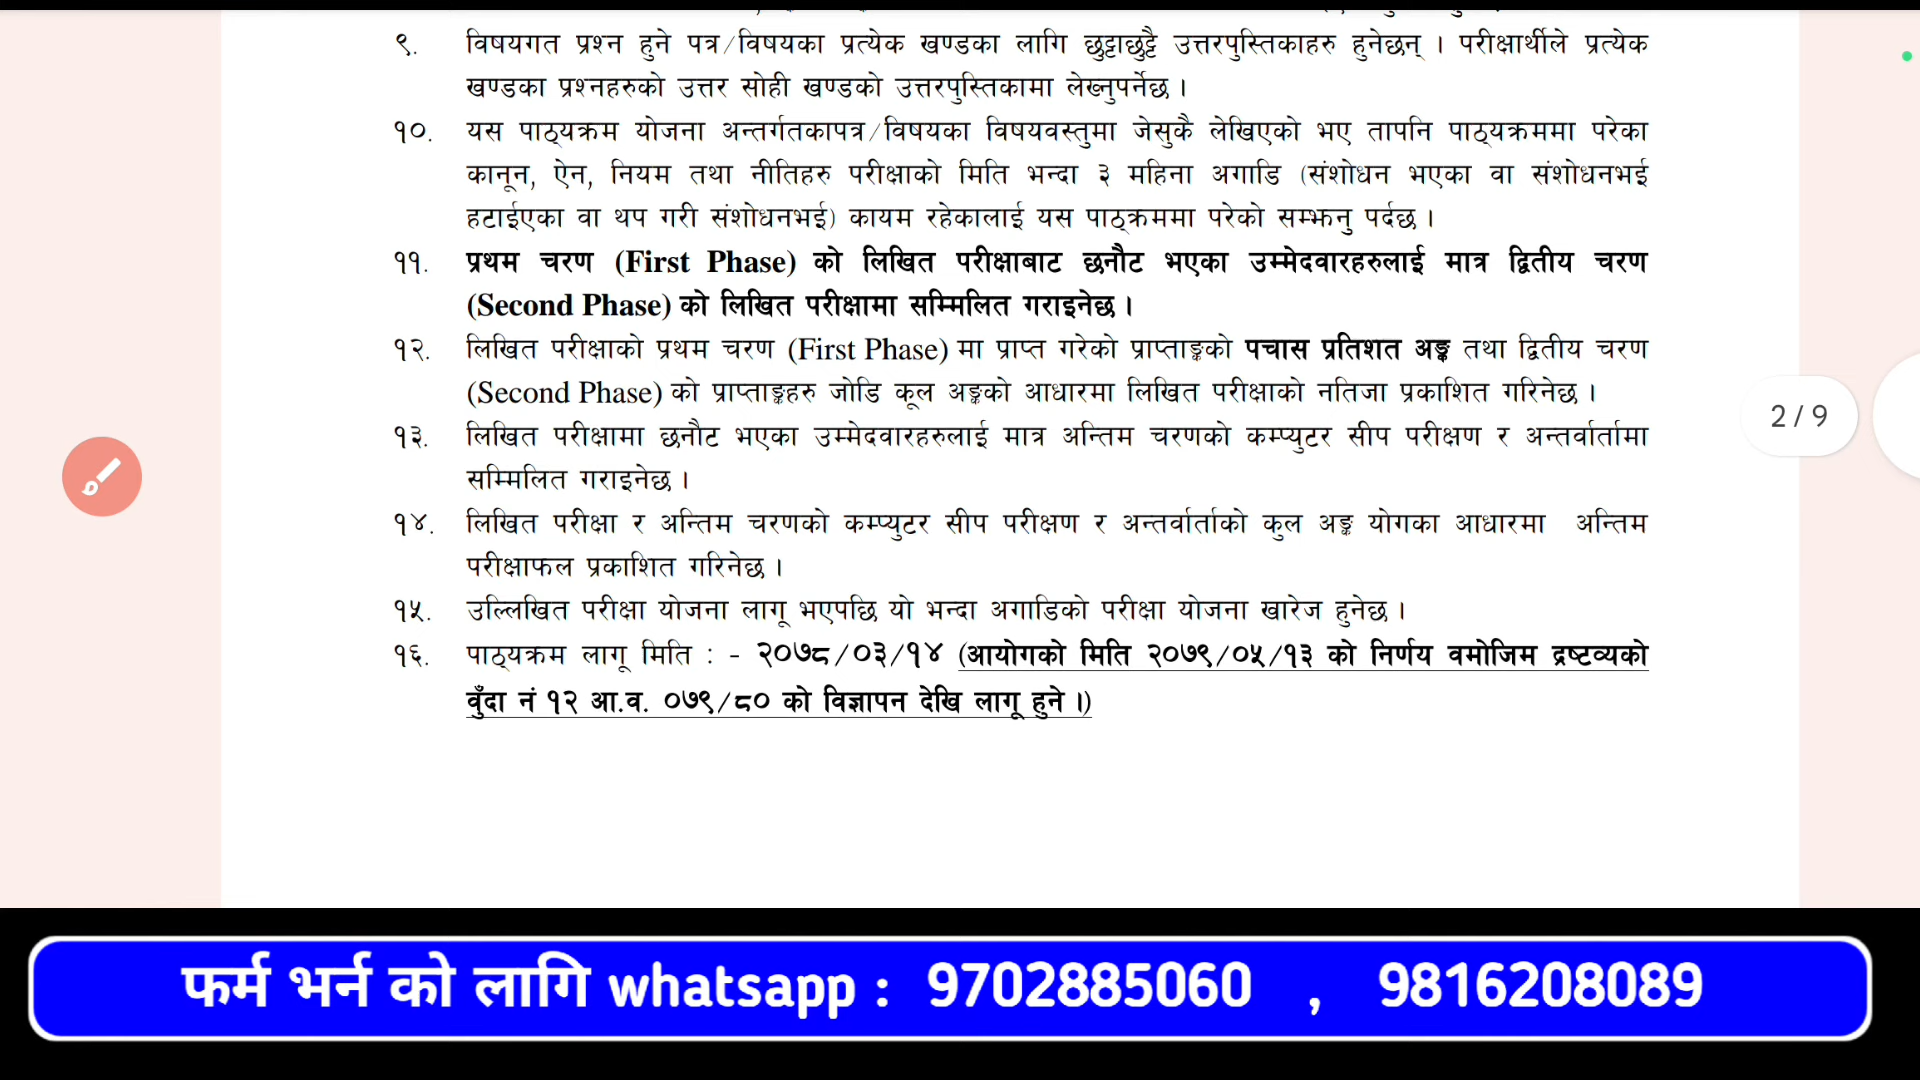 ९. विषयगत प्रश्न हुने पत्र/विषयका प्रत्येक खण्डका लागि छुट्टाछुट्टै उत्तरपुस्तिकाहरु हुनेछन् । परीक्षार्थीले प्रत्येक
खण्डका प्रश्नहरुको उत्तर सोही खण्डको उत्तरपुस्तिकामा लेख्नुपर्नेछ ।
१०. यस पाठ्यक्रम योजना अन्तर्गतकापत्र/विषयका विषयवस्तुमा जेसुकै लेखिएको भए तापनि पाठ्यक्रममा परेका
कानून, ऐन, नियम तथा नीतिहरु परीक्षाको मिति भन्दा ३ महिना अगाडि (संशोधन भएका वा संशोधनभई
हटाईएका वा थप गरी संशोधनभई) कायम रहेकालाई यस पाठ्क्रममा परेको सम्झनु पर्दछ ।
११. प्रथम चरण (First Phase) को लिखित परीक्षाबाट छनौट भएका उम्मेदवारहरुलाई मात्र द्वितीय चरण
(Second Phase) को लिखित परीक्षामा सम्मिलित गराइनेछ ।
१२. लिखित परीक्षाको प्रथम चरण (First Phase) मा प्राप्त गरेको प्राप्ताङ्कको पचास प्रतिशत अङ्क तथा द्वितीय चरण
(Second Phase) को प्राप्ताङ्कहरु जोडि कूल अङ्कको आधारमा लिखित परीक्षाको नतिजा प्रकाशित गरिनेछ ।
१३. लिखित परीक्षामा छनौट भएका उम्मेदवारहरुलाई मात्र अन्तिम चरणको कम्प्युटर सीप परीक्षण र अन्तर्वार्तामा
सम्मिलित गराइनेछ ।
१४. लिखित परीक्षा र अन्तिम चरणको कम्प्युटर सीप परीक्षण र अन्तर्वार्ताको कुल अङ्क योगका आधारमा अन्तिम
परीक्षाफल प्रकाशित गरिनेछ ।
१५. उल्लिखित परीक्षा योजना लागू भएपछि यो भन्दा अगाडिको परीक्षा योजना खारेज हुनेछ ।
१६. पाठ्यक्रम लागू मिति : - २०७८/०३/१४ (आयोगको मिति २०७९/०५/१३ को निर्णय वमोजिम द्रष्टव्यको
वुँदा नं १२ आ.व. ०७९/८० को विज्ञापन देखि लागू हुने ।)
2 / 9
फर्म भर्न को लागि whatsapp : 9702885060 , 9816208089